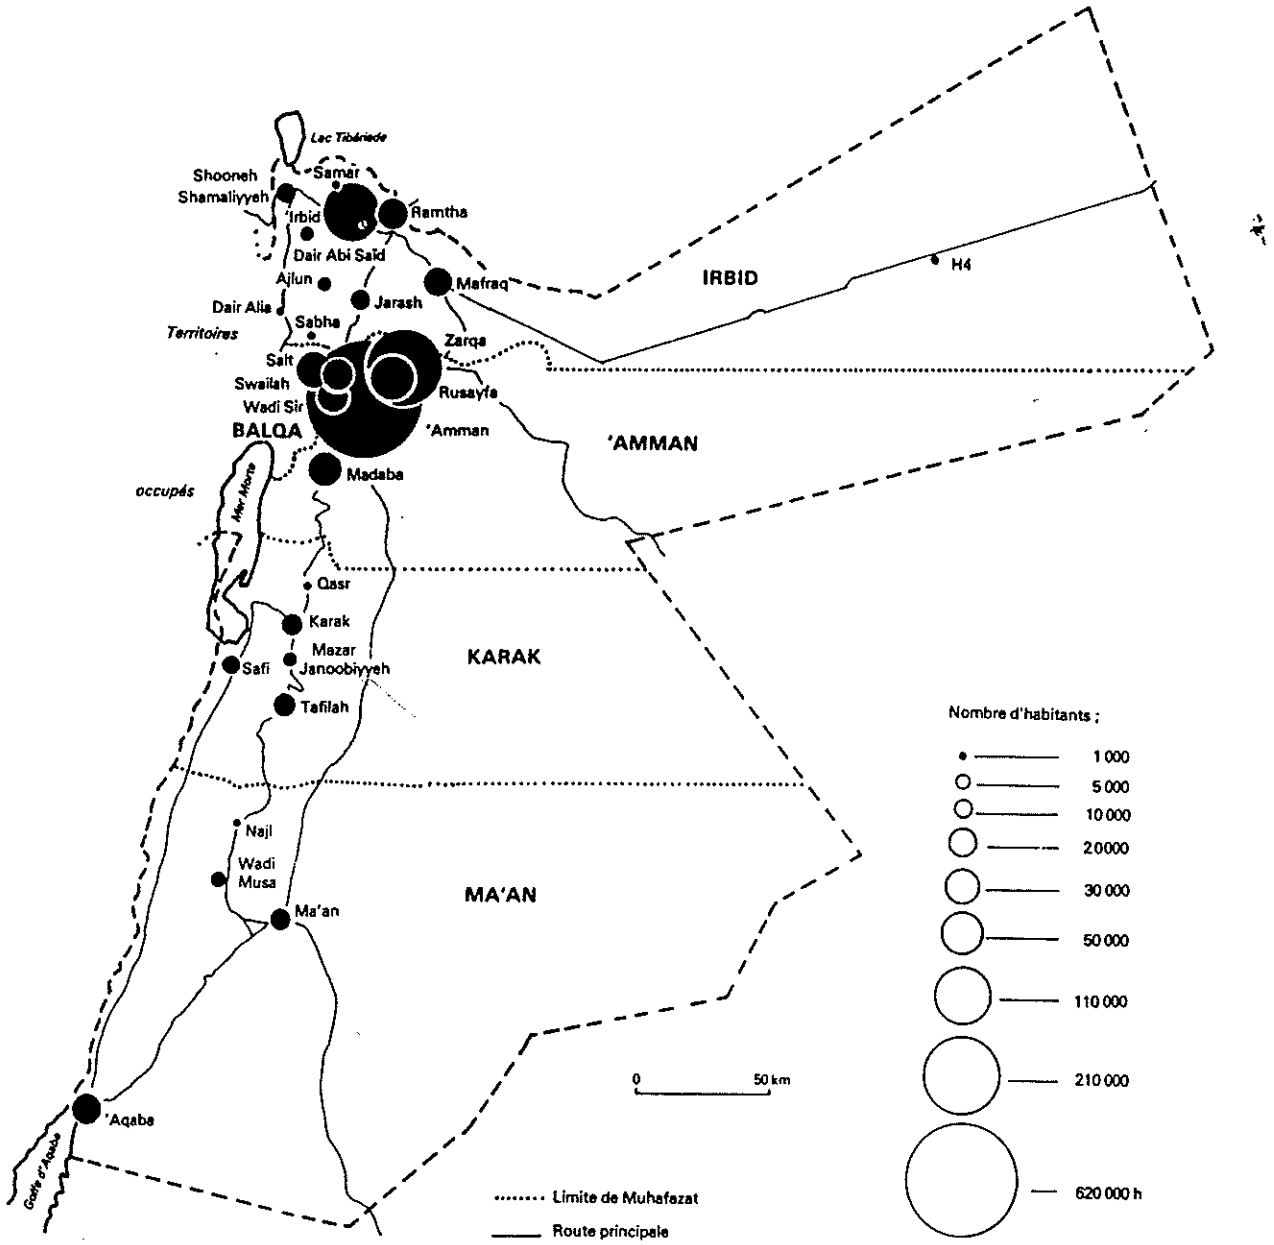 Lac Tibériade
Shooneh
Shamaliyyeh
Samar
'Irbid
Ramtha
Dair Abi Saïd
Ajlun
Mafraq
IRBID
H4
Dair Alia
Jarash
Territoires
Sabha
Zarqa
Salt
Swailah
Rusayfa
Wadi Sir
BALQA
'Amman
'AMMAN
Madaba
occupés
Mer Morte
Qasr
Karak
Mazar
Janoobiyyeh
KARAK
Safi
Tafilah
Najl
Wadi
Musa
MA'AN
Ma'an
'Aqaba
Golfe d'Aqaba
Nombre d'habitants ;
1 000
5 000
10 000
20000
30 000
50 000
110 000
210 000
620 000 h
0 50 km
Limite de Muhafazat
Route principale